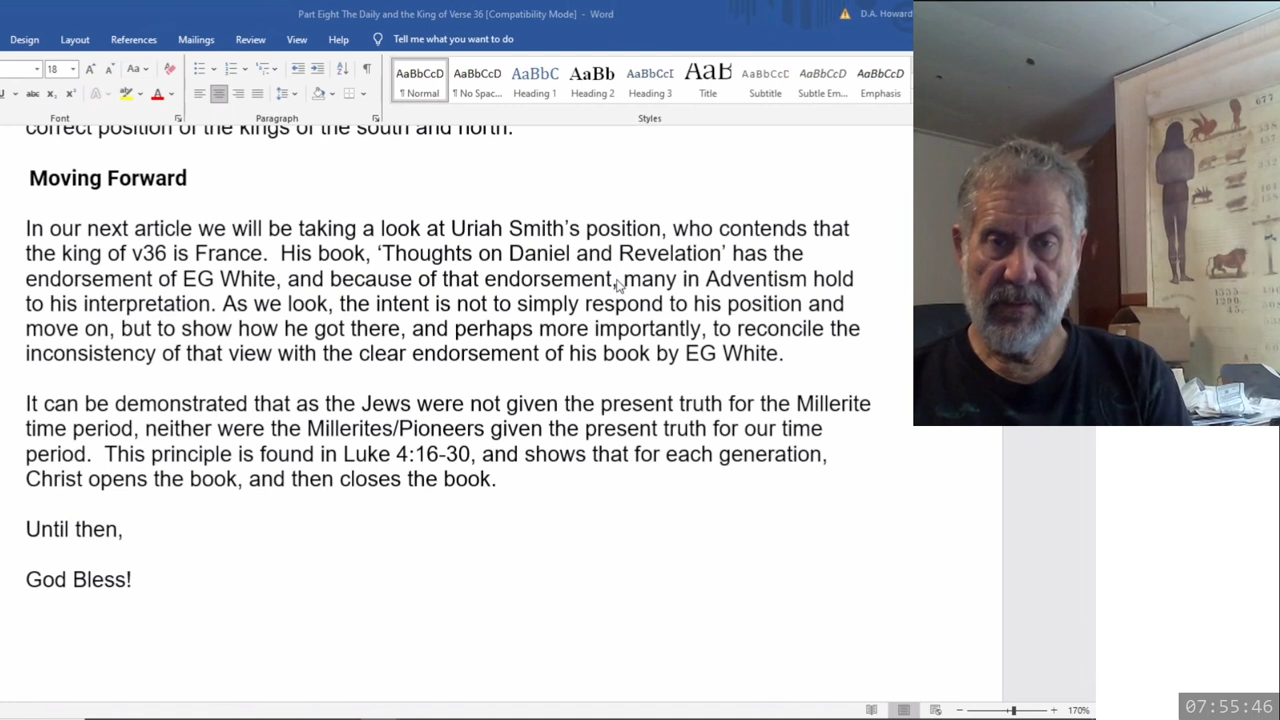 Part Eight The Daily and the King of Verse 36 [Compatibility Mode] - Word
D.A. Howard
Design Layout References Mailings Review View Help Tell me what you want to do
18 Aa
AaBbCcD AaBbCcD AaBbC AaBb AaBbCcI AaB AaBbCcD AaBbCcD AaBbCcD
¶ Normal ¶ No Spac... Heading 1 Heading 2 Heading 3 Title Subtitle Subtle Em... Emphasis
Font Paragraph Styles
correct position of the kings of the south and north.
Moving Forward
In our next article we will be taking a look at Uriah Smith’s position, who contends that
the king of v36 is France. His book, ‘Thoughts on Daniel and Revelation’ has the
endorsement of EG White, and because of that endorsement, many in Adventism hold
to his interpretation. As we look, the intent is not to simply respond to his position and
move on, but to show how he got there, and perhaps more importantly, to reconcile the
inconsistency of that view with the clear endorsement of his book by EG White.
It can be demonstrated that as the Jews were not given the present truth for the Millerite
time period, neither were the Millerites/Pioneers given the present truth for our time
period. This principle is found in Luke 4:16-30, and shows that for each generation,
Christ opens the book, and then closes the book.
Until then,
God Bless!
677
170%
07:55:46